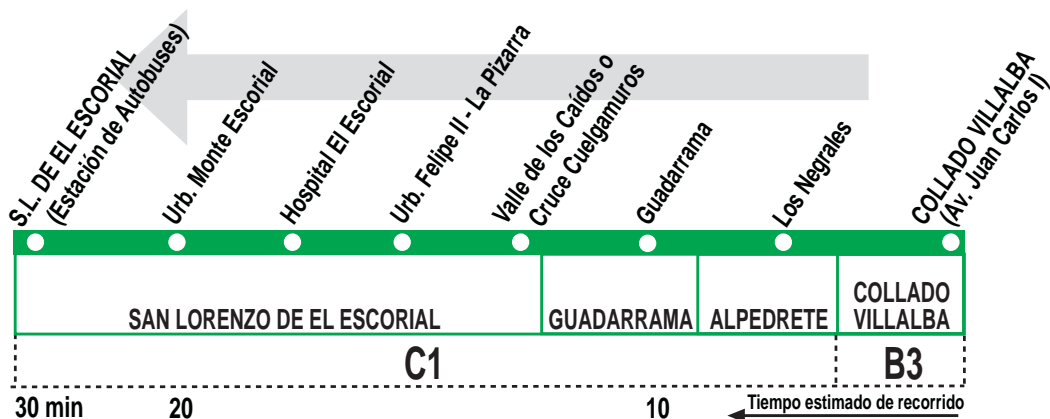 S.L. DE EL ESCORIAL
(Estación de Autobuses)
Urb. Monte Escorial
Hospital El Escorial
Urb. Felipe II - La Pizarra
Valle de los Caídos o
Cruce Cuelgamuros
Guadarrama
Los Negrales
COLLADO VILLALBA
(Av. Juan Carlos I)
SAN LORENZO DE EL ESCORIAL
GUADARRAMA
ALPEDRETE
COLLADO
VILLALBA
C1
B3
30 min
20
10
Tiempo estimado de recorrido